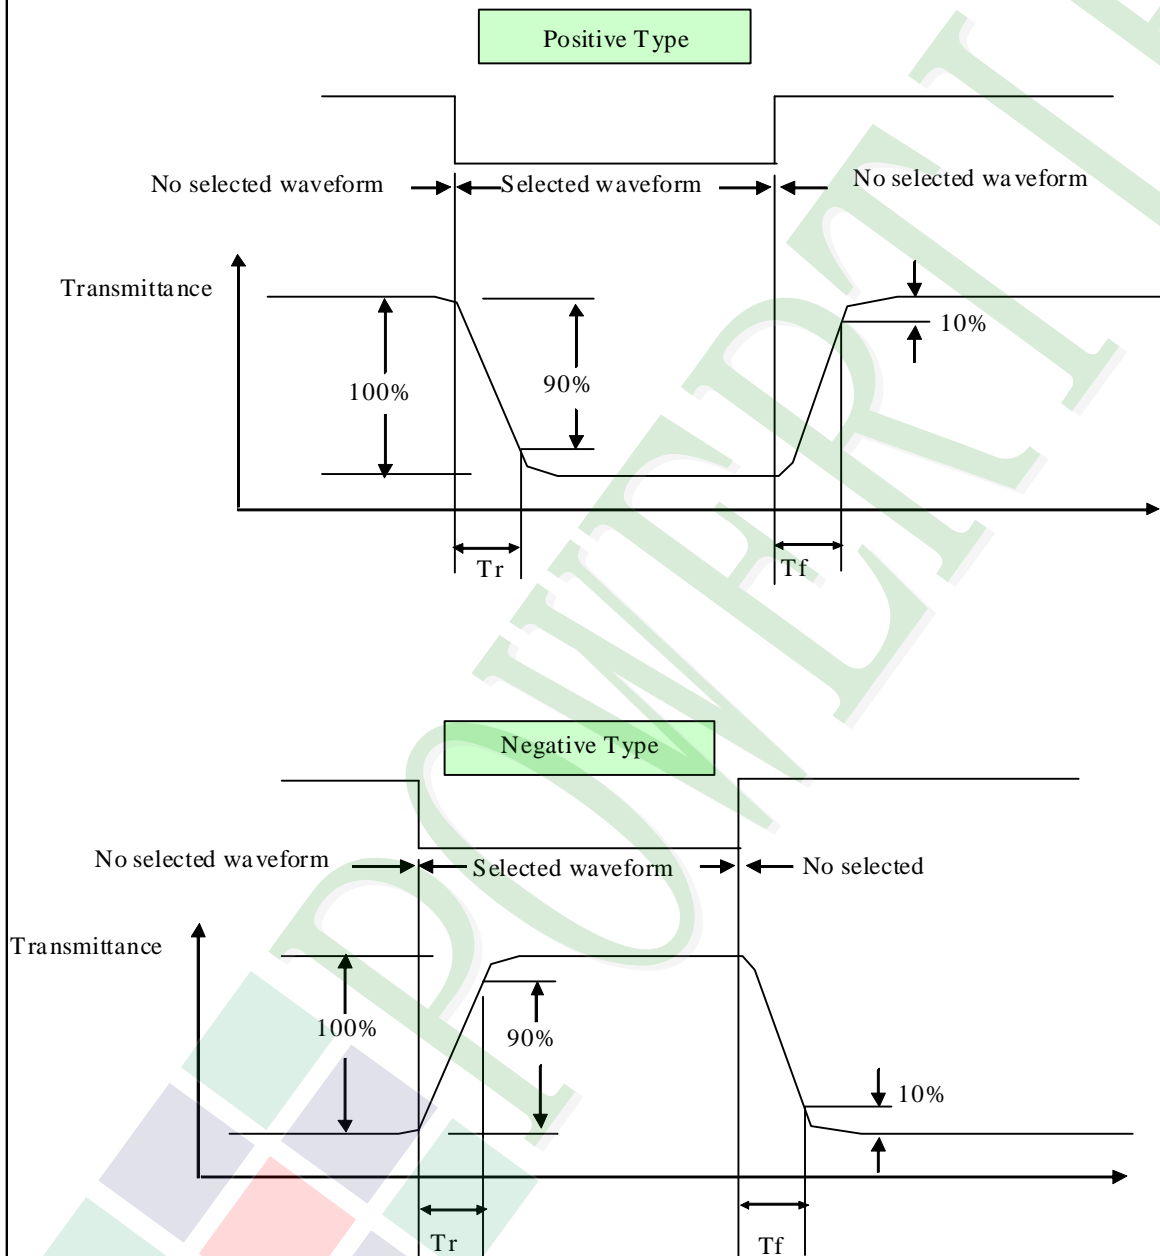 Positive Type
No selected waveform
Selected waveform
No selected waveform
Transmittance
100%
90%
10%
Tr
Tf
Negative Type
No selected waveform
Selected waveform
No selected
Transmittance
100%
90%
10%
Tr
Tf
POWERTI